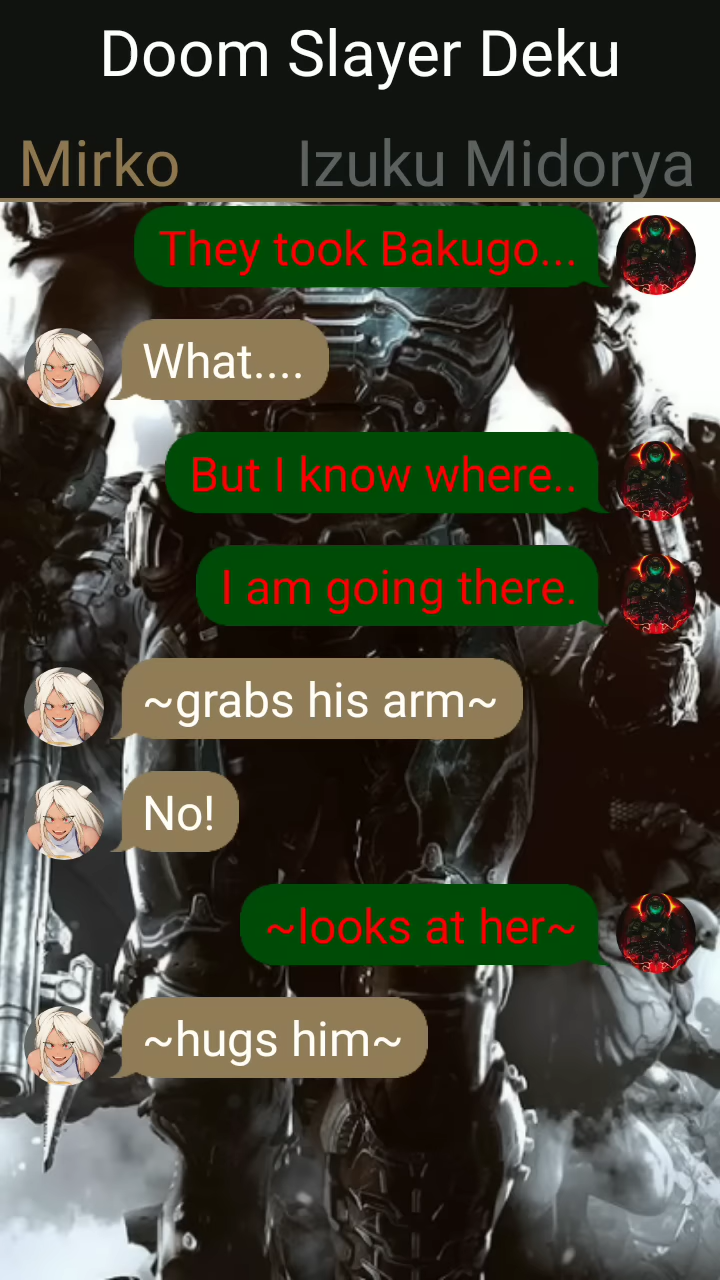 Doom Slayer Deku
Mirko Izuku Midorya
They took Bakugo...
What....
But I know where..
I am going there.
~grabs his arm~
No!
~looks at her~
~hugs him~